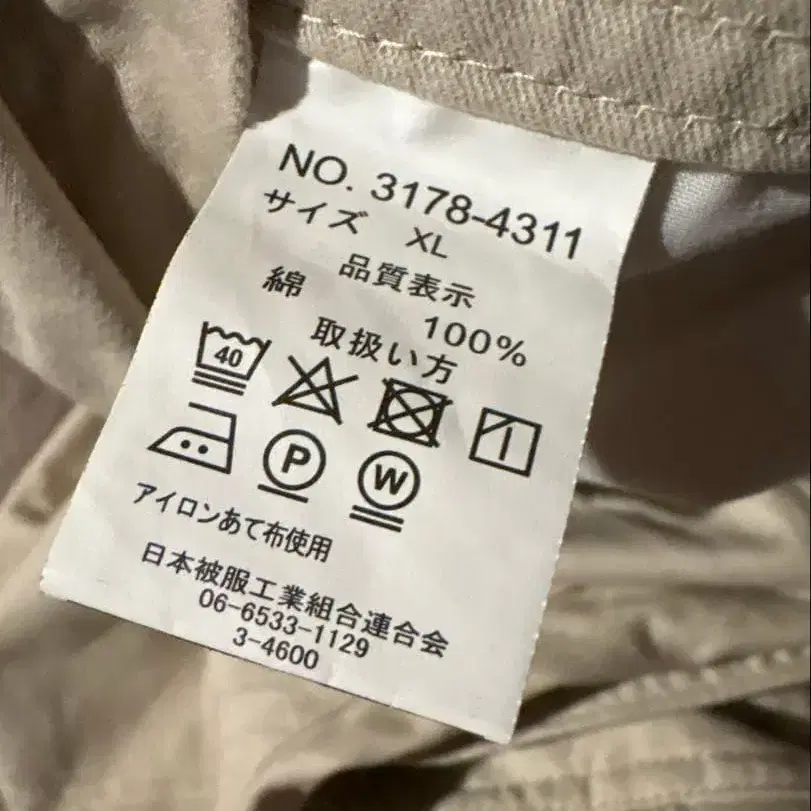 NO. 3178-4311
サイズ XL
品質表示
綿 100%
取扱い方
40
P W
アイロンあて布使用
日本被服工業組合連合会
06-6533-1129
3-4600